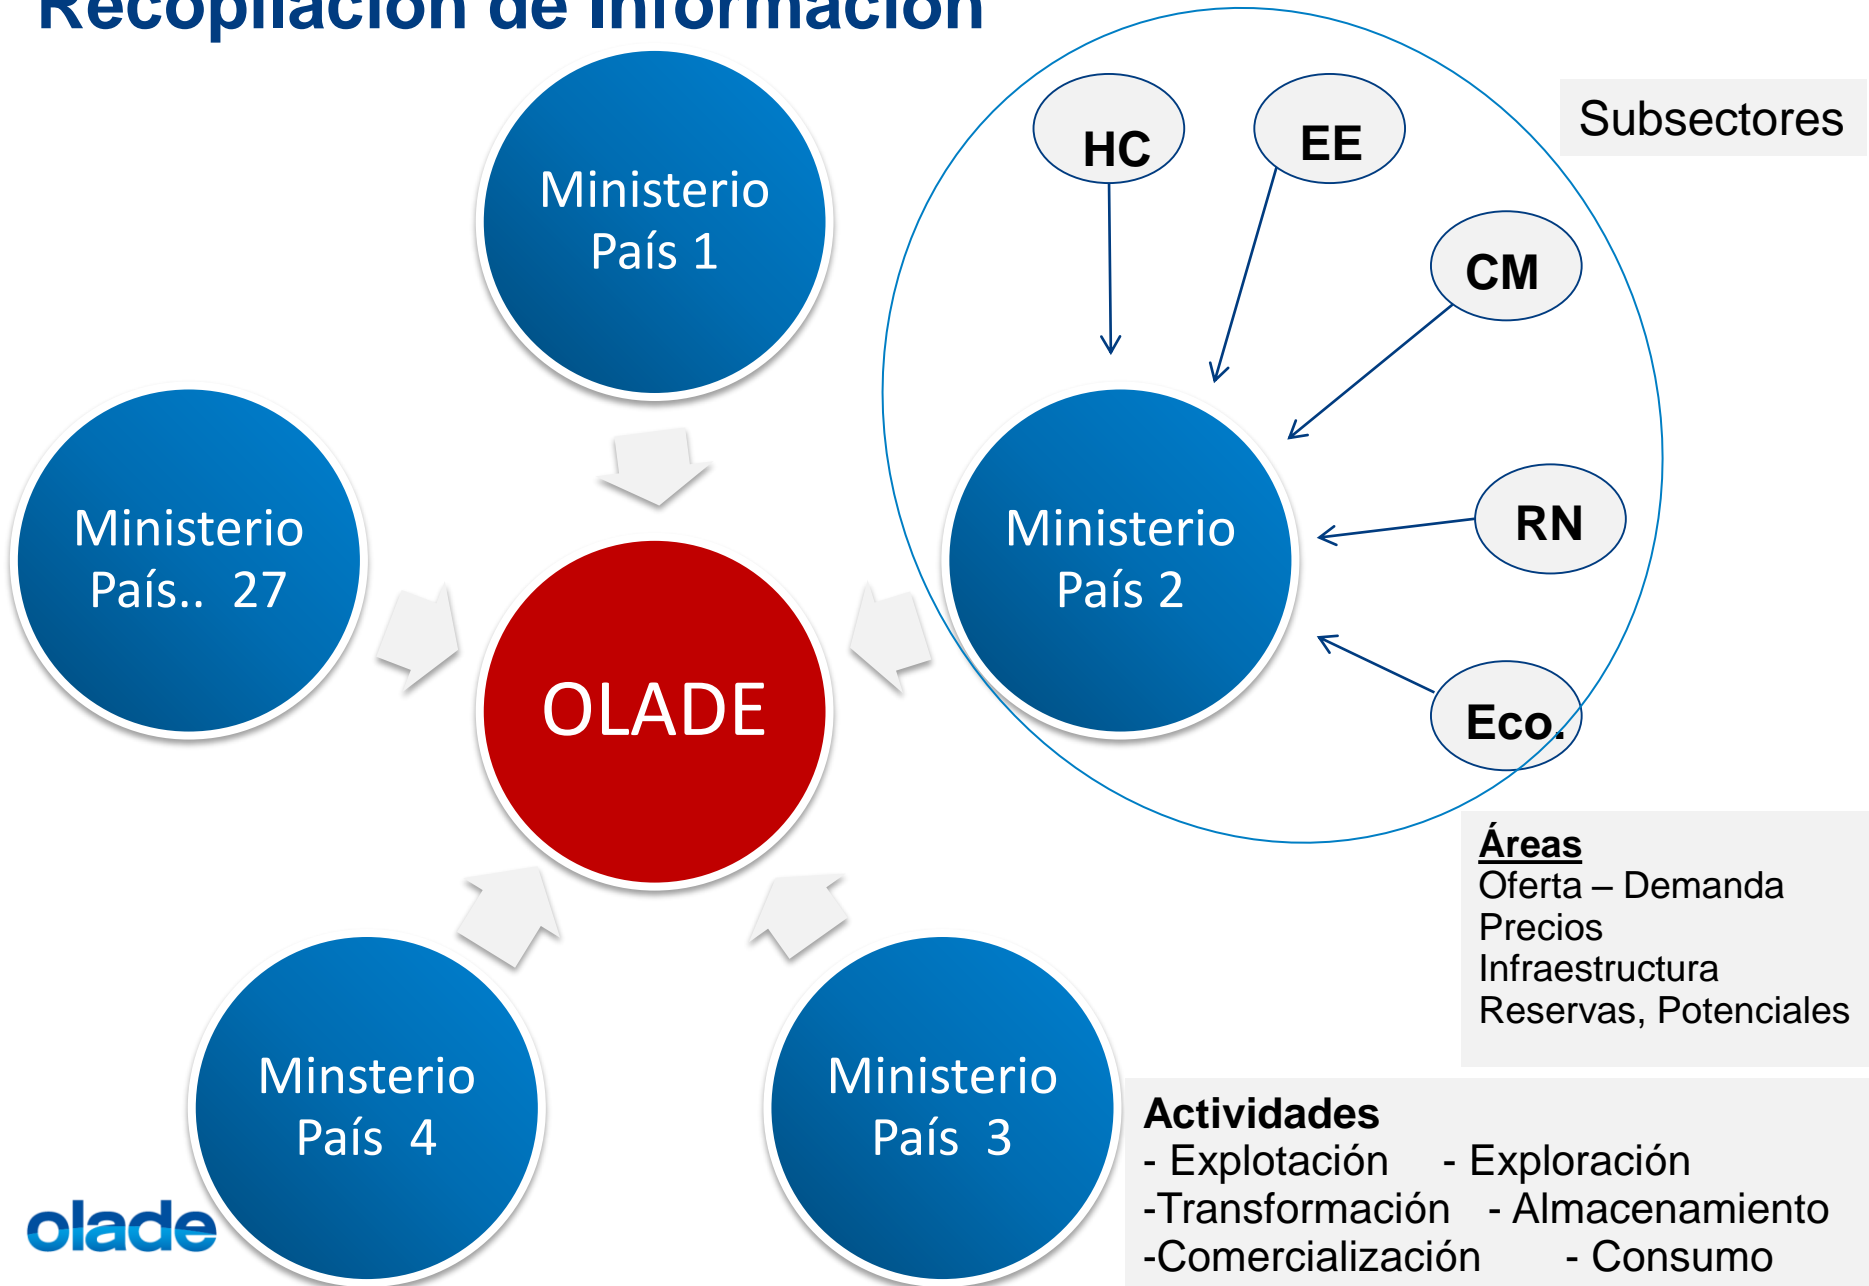 Recopilación de Información
Ministerio
País 1
HC
EE
CM
RN
Eco.
Subsectores
Ministerio
País 2
Ministerio
País.. 27
OLADE
Minsterio
País 4
Ministerio
País 3
Áreas
Oferta – Demanda
Precios
Infraestructura
Reservas, Potenciales
Actividades
- Explotación - Exploración
-Transformación - Almacenamiento
-Comercialización - Consumo
olade